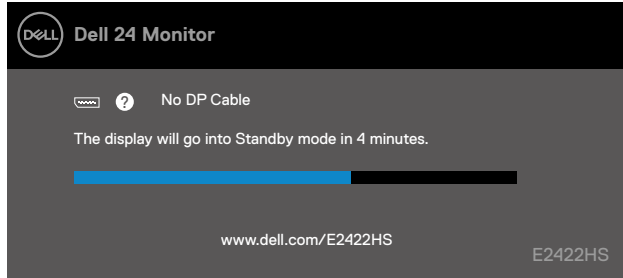 DELL Dell 24 Monitor
? No DP Cable
The display will go into Standby mode in 4 minutes.
www.dell.com/E2422HS
E2422HS